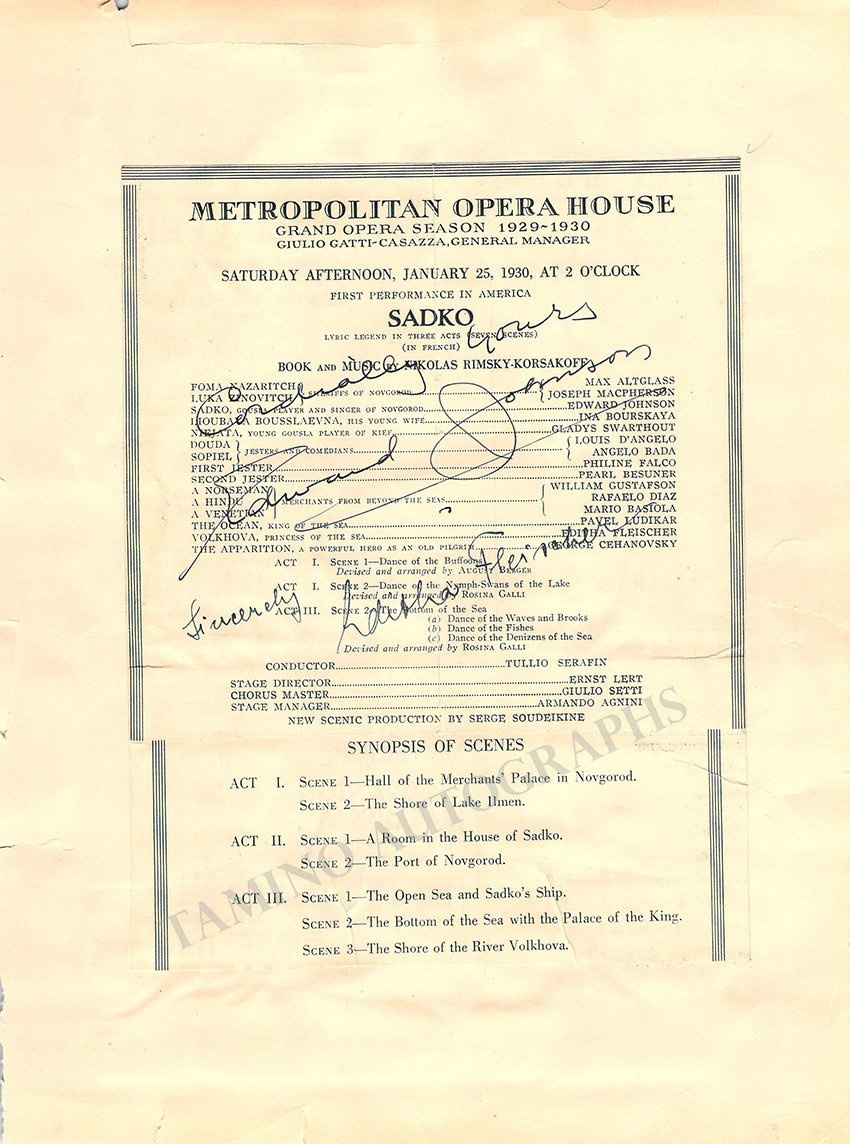 METROPOLITAN OPERA HOUSE
GRAND OPERA SEASON 1929~1930
GIULIO GATTI-CASAZZA, GENERAL MANAGER
SATURDAY AFTERNOON, JANUARY 25, 1930, AT 2 O'CLOCK
FIRST PERFORMANCE IN AMERICA
SADKO
LYRIC LEGEND IN THREE ACTS (SEVEN SCENES)
(IN FRENCH)
Cordially yours
BOOK AND MUSIC BY NIKOLAS RIMSKY-KORSAKOFF
Edward Johnson
FOMA NAZARITCH } SHERIFFS OF NOVGOROD { MAX ALTGLASS
LUKA ZINOVITCH JOSEPH MACPHERSON
SADKO, GOUSLA PLAYER AND SINGER OF NOVGOROD EDWARD JOHNSON
LIOUBAVA BOUSSLAEVNA, HIS YOUNG WIFE INA BOURSKAYA
NIEJATA, YOUNG GOUSLA PLAYER OF KIEF GLADYS SWARTHOUT
DOUDA } JESTERS AND COMEDIANS { LOUIS D'ANGELO
SOPIEL ANGELO BADA
FIRST JESTER PHILINE FALCO
SECOND JESTER PEARL BESUNER
A NORSEMAN WILLIAM GUSTAFSON
A HINDU } MERCHANTS FROM BEYOND THE SEAS { RAFAELO DIAZ
A VENETIAN MARIO BASIOLA
THE OCEAN, KING OF THE SEA PAVEL LUDIKAR
VOLKHOVA, PRINCESS OF THE SEA EDITHA FLEISCHER
THE APPARITION, A POWERFUL HERO AS AN OLD PILGRIM GEORGE CEHANOVSKY
ACT I. SCENE 1—Dance of the Buffoons
Devised and arranged by AUGUST BERGER
ACT I. SCENE 2—Dance of the Nymph-Swans of the Lake
Devised and arranged by ROSINA GALLI
Sincerely Editha Fleischer
ACT III. SCENE 2—The Bottom of the Sea
(a) Dance of the Waves and Brooks
(b) Dance of the Fishes
(c) Dance of the Denizens of the Sea
Devised and arranged by ROSINA GALLI
CONDUCTOR TULLIO SERAFIN
STAGE DIRECTOR ERNST LERT
CHORUS MASTER GIULIO SETTI
STAGE MANAGER ARMANDO AGNINI
NEW SCENIC PRODUCTION BY SERGE SOUDEIKINE
SYNOPSIS OF SCENES
ACT I. SCENE 1—Hall of the Merchants' Palace in Novgorod.
SCENE 2—The Shore of Lake Ilmen.
ACT II. SCENE 1—A Room in the House of Sadko.
SCENE 2—The Port of Novgorod.
ACT III. SCENE 1—The Open Sea and Sadko's Ship.
SCENE 2—The Bottom of the Sea with the Palace of the King.
SCENE 3—The Shore of the River Volkhova.
TAMINO AUTOGRAPHS